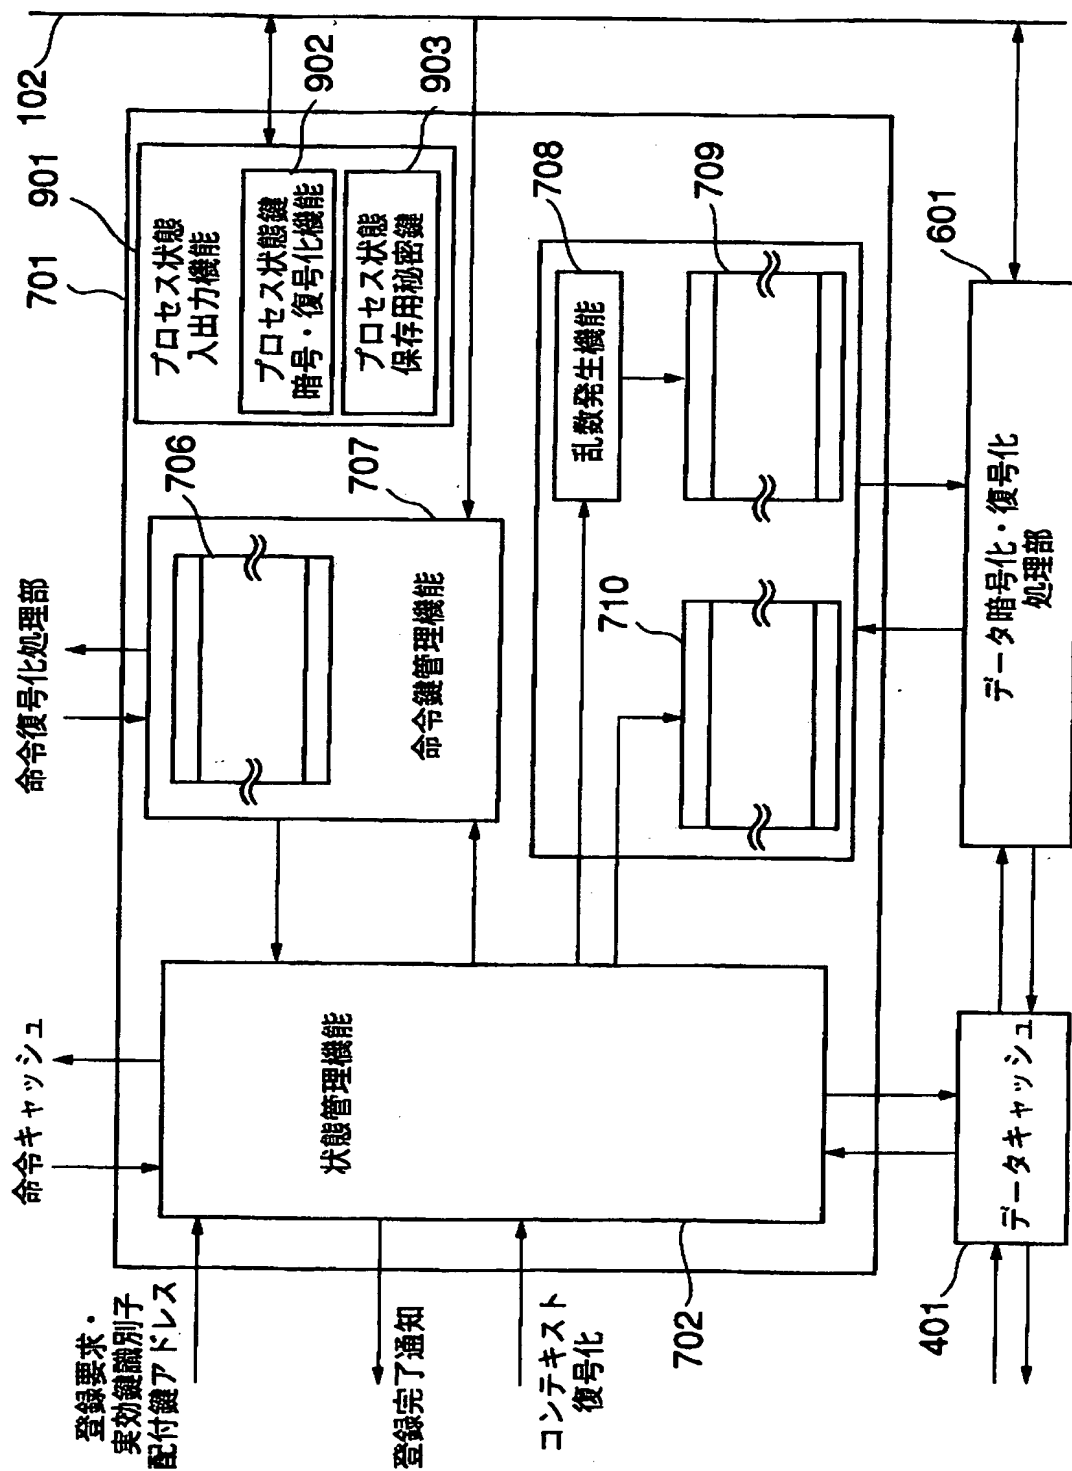 登録要求・
実効鍵識別子
配付鍵アドレス
登録完了通知
コンテキスト
復号化
命令キャッシュ
命令復号化処理部
状態管理機能
702
命令鍵管理機能
706
707
701
901
102
プロセス状態
入出力機能
プロセス状態鍵
暗号・復号化機能
902
プロセス状態
保存用秘密鍵
903
乱数発生機能
708
709
710
データキャッシュ
401
データ暗号化・復号化
処理部
601